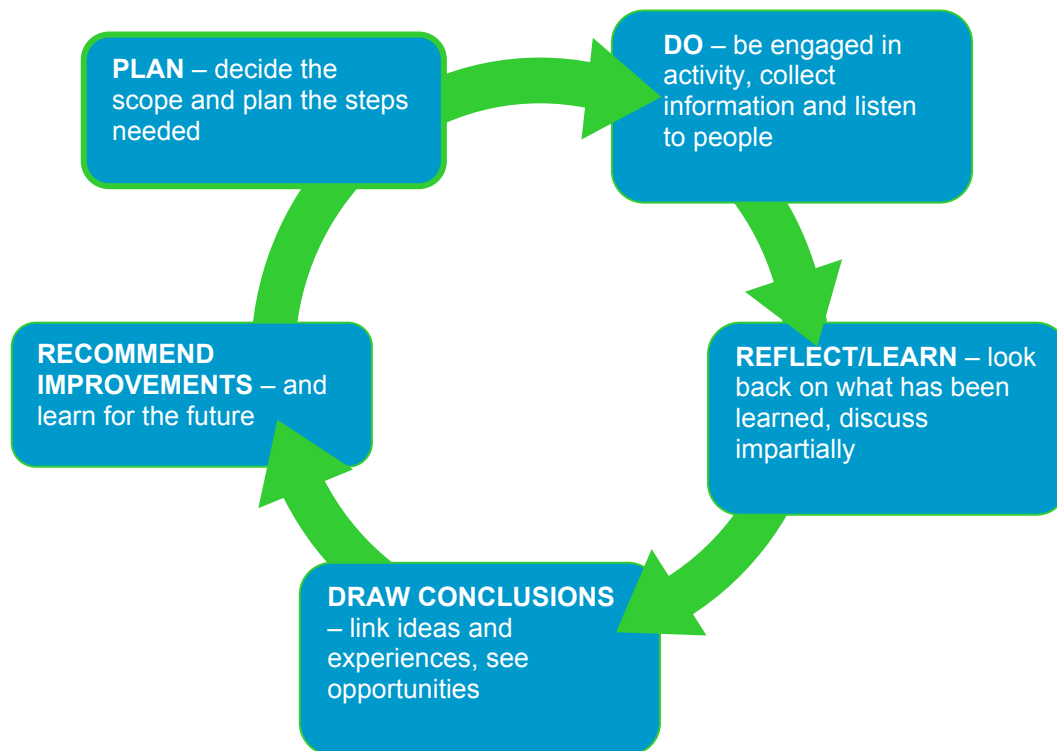 PLAN – decide the
scope and plan the steps
needed
DO – be engaged in
activity, collect
information and listen
to people
REFLECT/LEARN – look
back on what has been
learned, discuss
impartially
DRAW CONCLUSIONS
– link ideas and
experiences, see
opportunities
RECOMMEND
IMPROVEMENTS – and
learn for the future